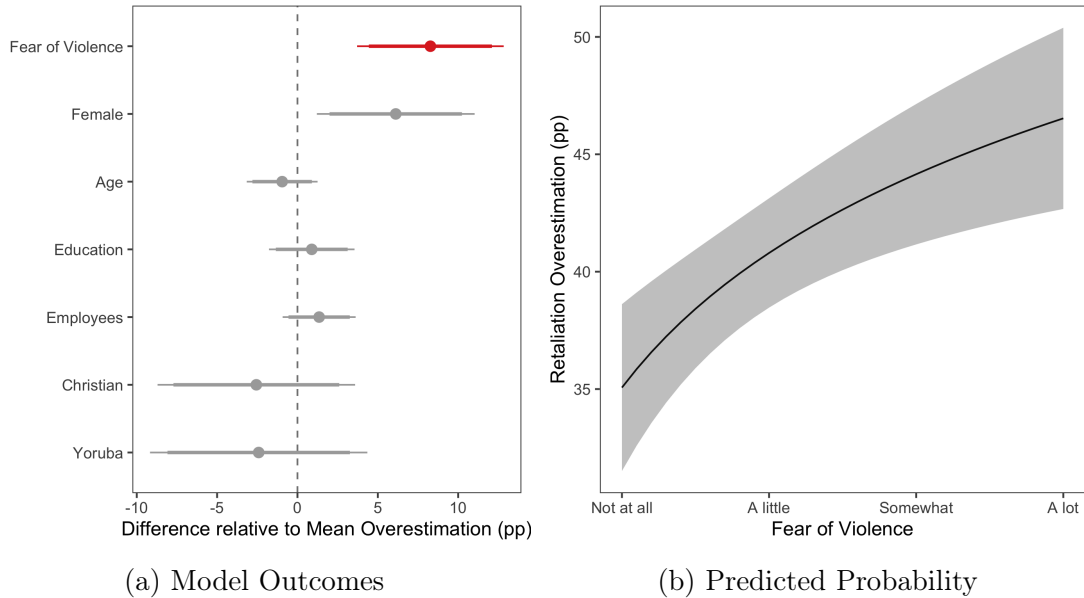 Fear of Violence
Female
Age
Education
Employees
Christian
Yoruba
-10 -5 0 5 10
Difference relative to Mean Overestimation (pp)
(a) Model Outcomes
Retaliation Overestimation (pp)
50
45
40
35
Not at all A little Somewhat A lot
Fear of Violence
(b) Predicted Probability